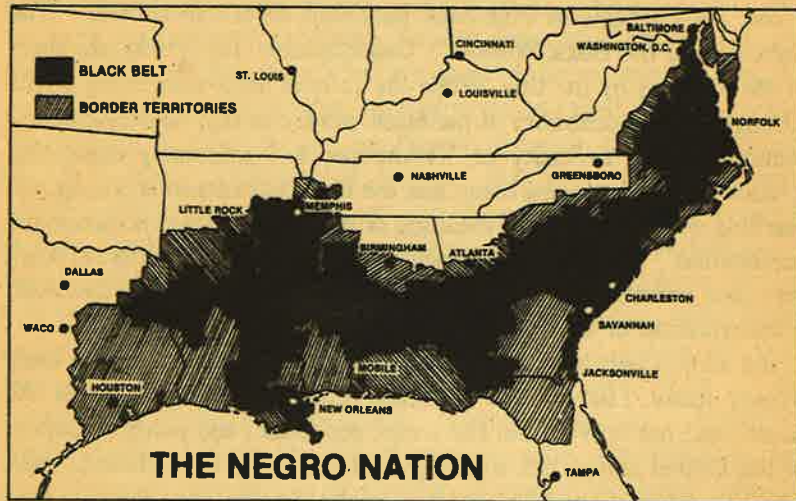 BALTIMORE
CINCINNATI
WASHINGTON, D.C.
BLACK BELT
ST. LOUIS
LOUISVILLE
BORDER TERRITORIES
NORFOLK
NASHVILLE
GREENSBORO
LITTLE ROCK
MEMPHIS
BIRMINGHAM
ATLANTA
DALLAS
CHARLESTON
WACO
SAVANNAH
MOBILE
JACKSONVILLE
HOUSTON
NEW ORLEANS
THE NEGRO NATION
TAMPA